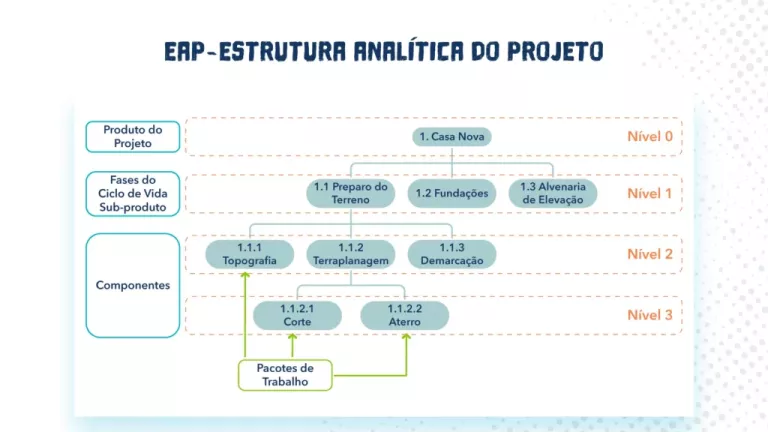 EAP-ESTRUTURA ANALÍTICA DO PROJETO
Produto do
Projeto
1. Casa Nova
Nível 0
Fases do
Ciclo de Vida
Sub-produto
1.1 Preparo do
Terreno
1.2 Fundações
1.3 Alvenaria
de Elevação
Nível 1
Componentes
1.1.1
Topografia
1.1.2
Terraplanagem
1.1.3
Demarcação
Nível 2
1.1.2.1
Corte
1.1.2.2
Aterro
Nível 3
Pacotes de
Trabalho